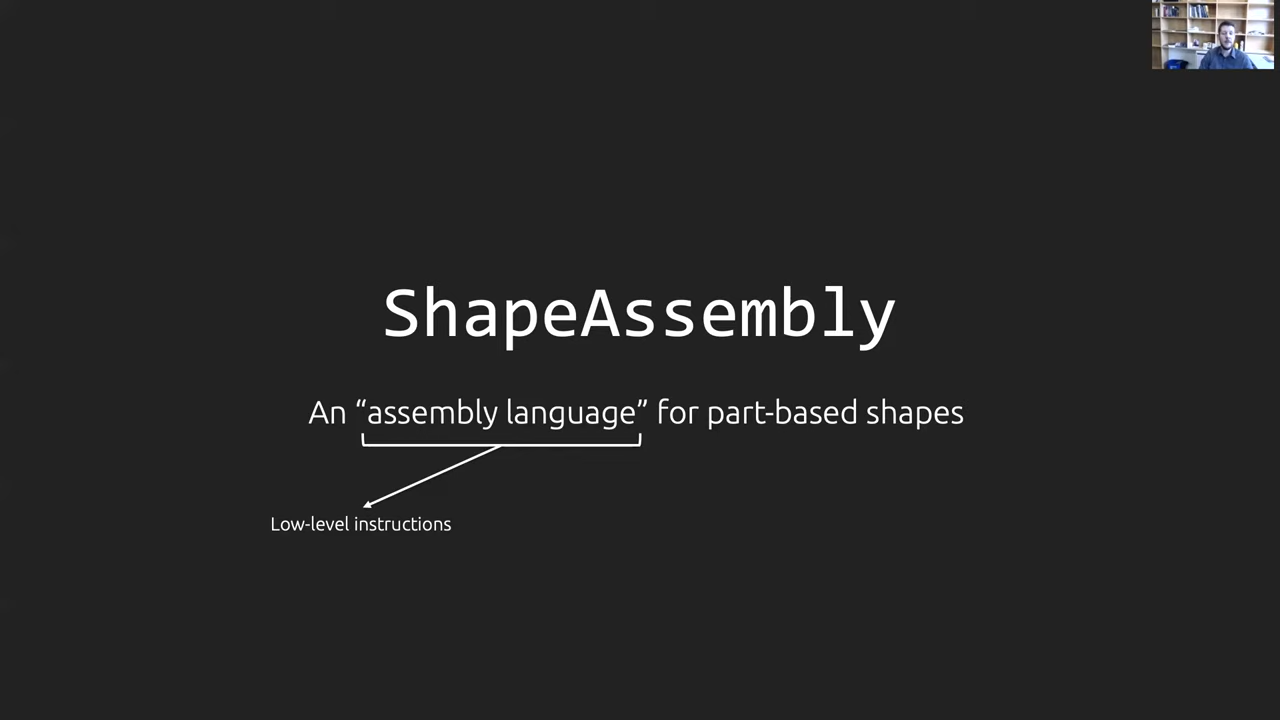 ShapeAssembly
An “assembly language” for part-based shapes
Low-level instructions